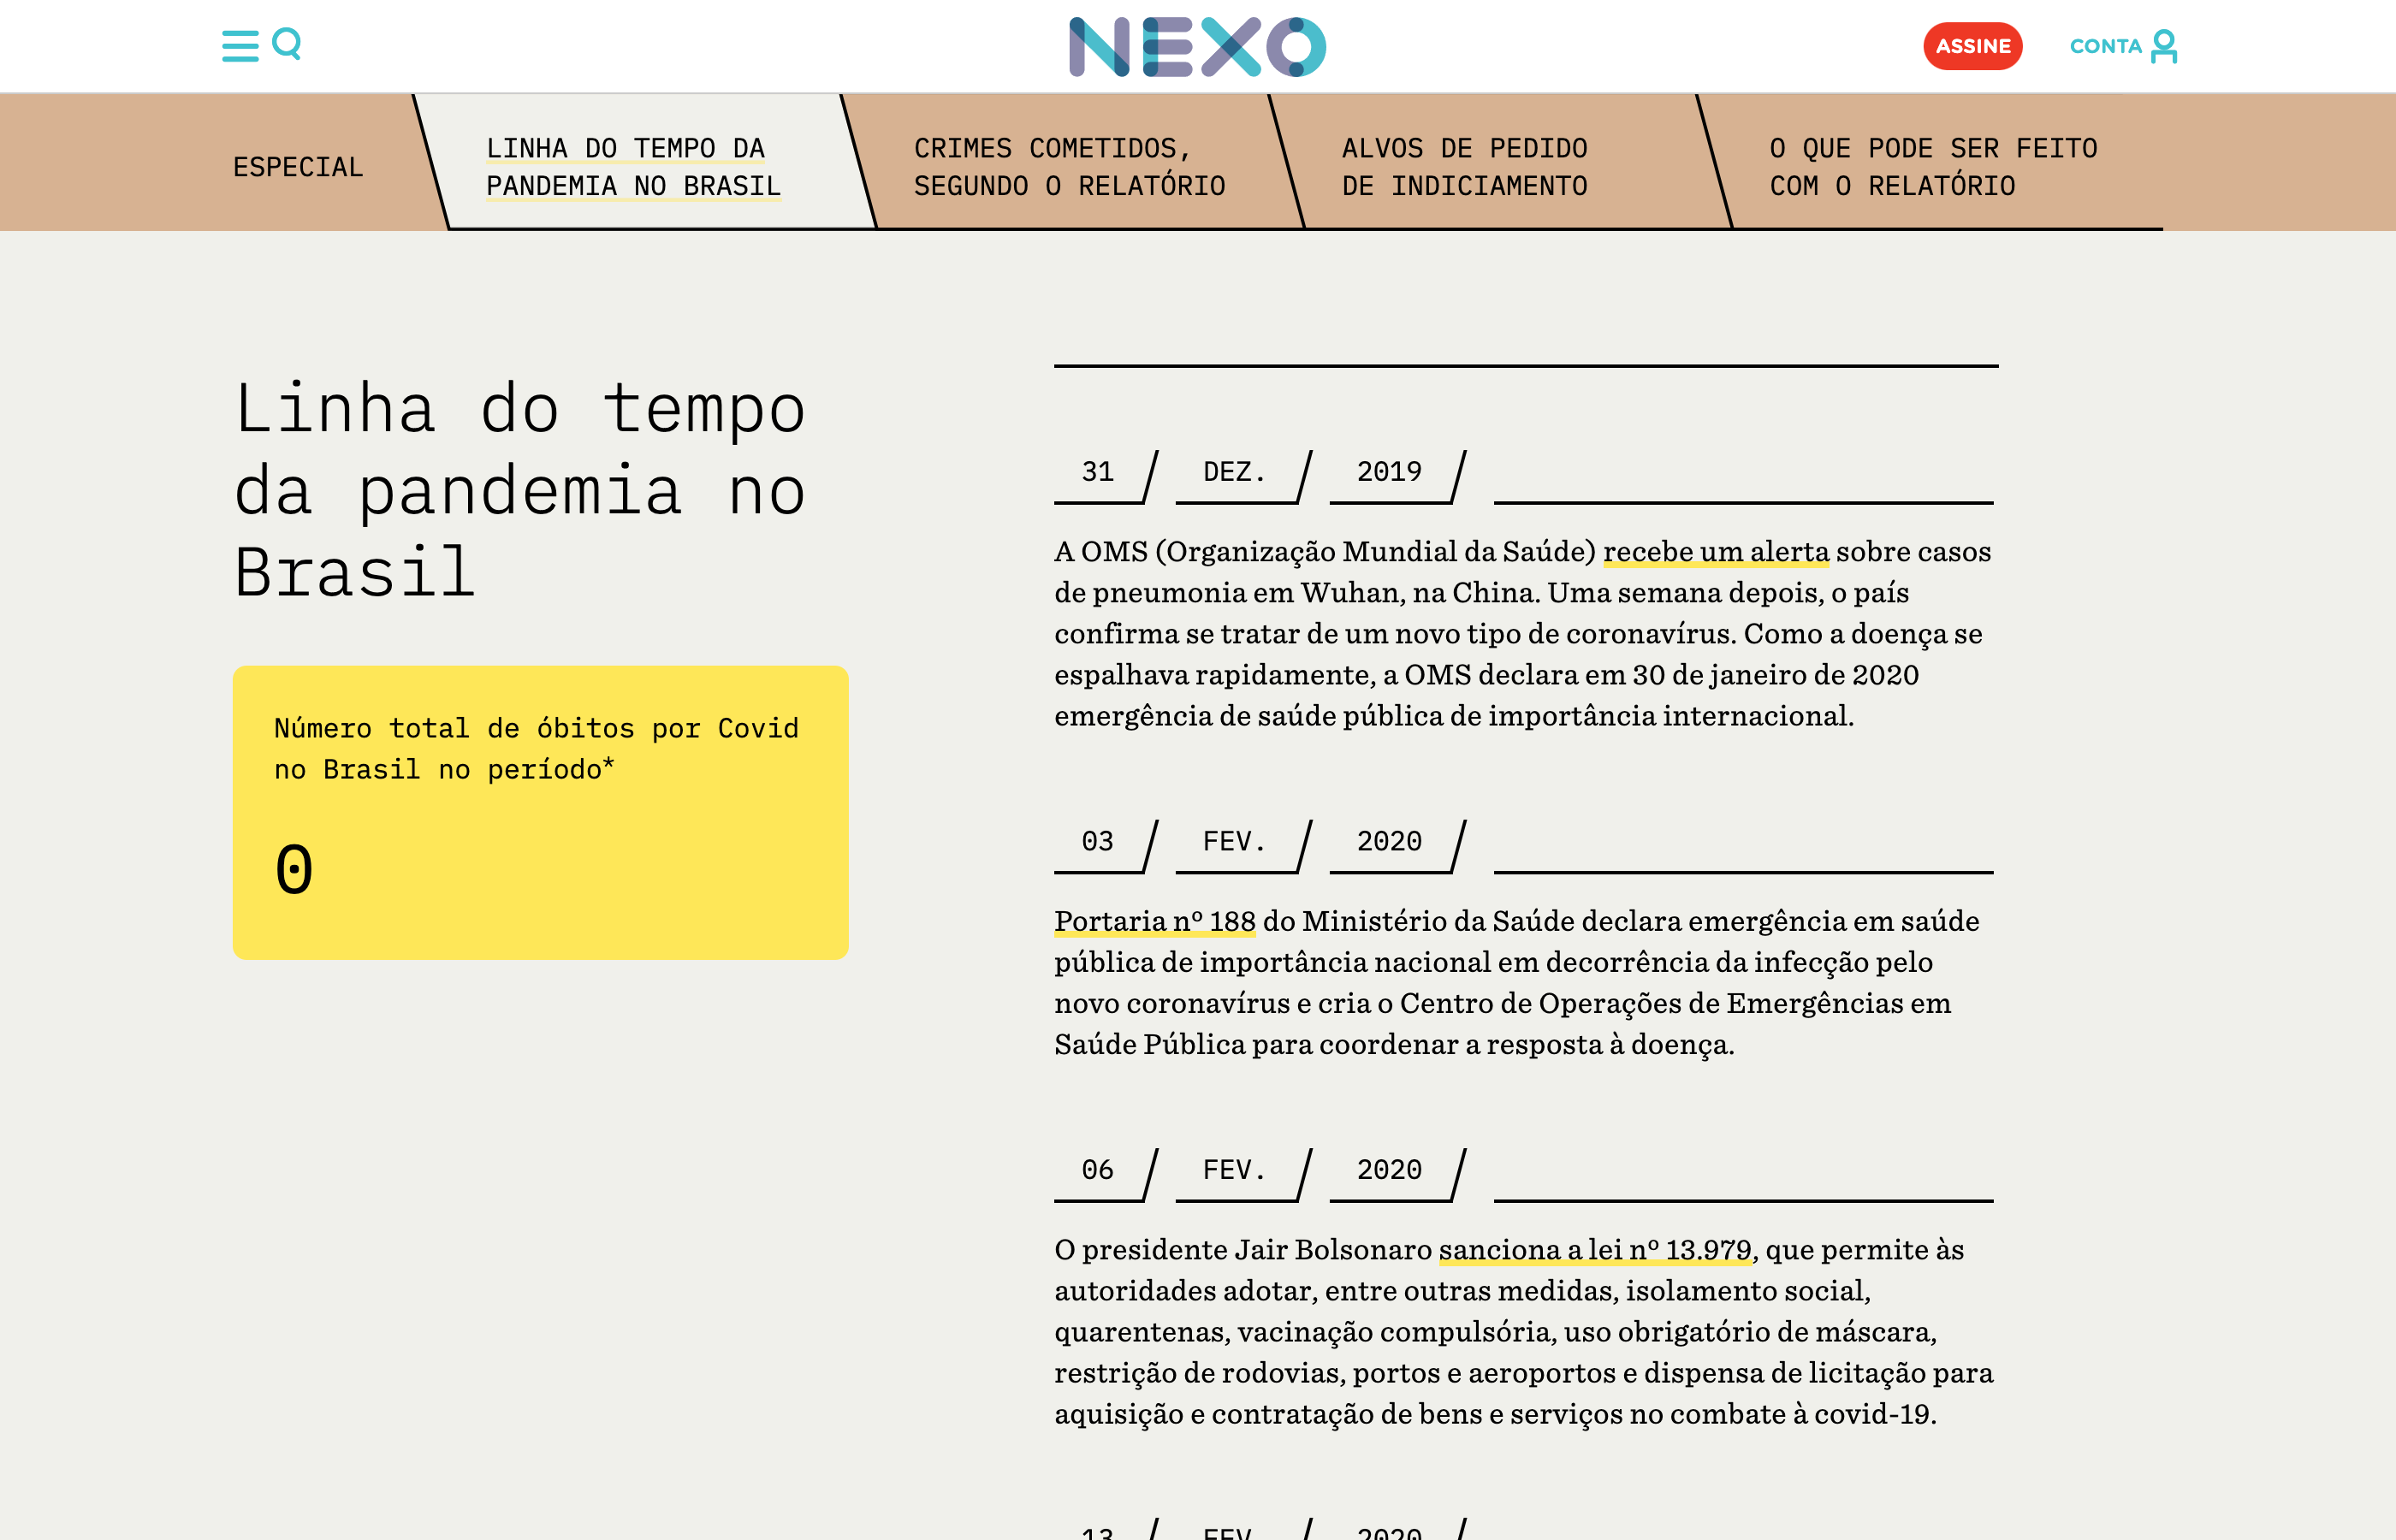 NEXO
ASSINE
CONTA
ESPECIAL
LINHA DO TEMPO DA
PANDEMIA NO BRASIL
CRIMES COMETIDOS,
SEGUNDO O RELATÓRIO
ALVOS DE PEDIDO
DE INDICIAMENTO
O QUE PODE SER FEITO
COM O RELATÓRIO
Linha do tempo
da pandemia no
Brasil
Número total de óbitos por Covid
no Brasil no período*
0
31 / DEZ. / 2019 /
A OMS (Organização Mundial da Saúde) recebe um alerta sobre casos
de pneumonia em Wuhan, na China. Uma semana depois, o país
confirma se tratar de um novo tipo de coronavírus. Como a doença se
espalhava rapidamente, a OMS declara em 30 de janeiro de 2020
emergência de saúde pública de importância internacional.
03 / FEV. / 2020 /
Portaria nº 188 do Ministério da Saúde declara emergência em saúde
pública de importância nacional em decorrência da infecção pelo
novo coronavírus e cria o Centro de Operações de Emergências em
Saúde Pública para coordenar a resposta à doença.
06 / FEV. / 2020 /
O presidente Jair Bolsonaro sanciona a lei nº 13.979, que permite às
autoridades adotar, entre outras medidas, isolamento social,
quarentenas, vacinação compulsória, uso obrigatório de máscara,
restrição de rodovias, portos e aeroportos e dispensa de licitação para
aquisição e contratação de bens e serviços no combate à covid-19.
13 / FEV. / 2020 /